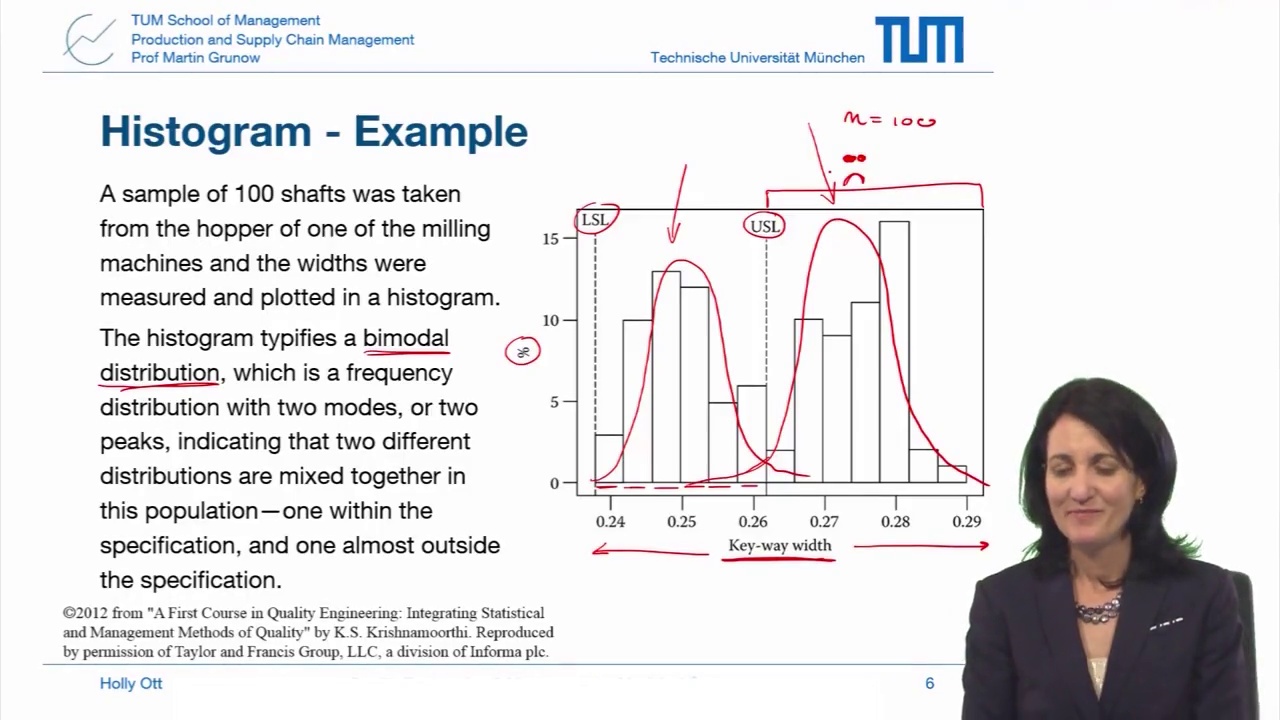 TUM School of Management
Production and Supply Chain Management
Prof Martin Grunow
Technische Universität München
TUM
Histogram - Example
n = 100
A sample of 100 shafts was taken
from the hopper of one of the milling
machines and the widths were
measured and plotted in a histogram.
The histogram typifies a bimodal
distribution, which is a frequency
distribution with two modes, or two
peaks, indicating that two different
distributions are mixed together in
this population—one within the
specification, and one almost outside
the specification.
LSL
USL
15
10
%
5
0
0.24 0.25 0.26 0.27 0.28 0.29
Key-way width
©2012 from "A First Course in Quality Engineering: Integrating Statistical
and Management Methods of Quality" by K.S. Krishnamoorthi. Reproduced
by permission of Taylor and Francis Group, LLC, a division of Informa plc.
Holly Ott
6